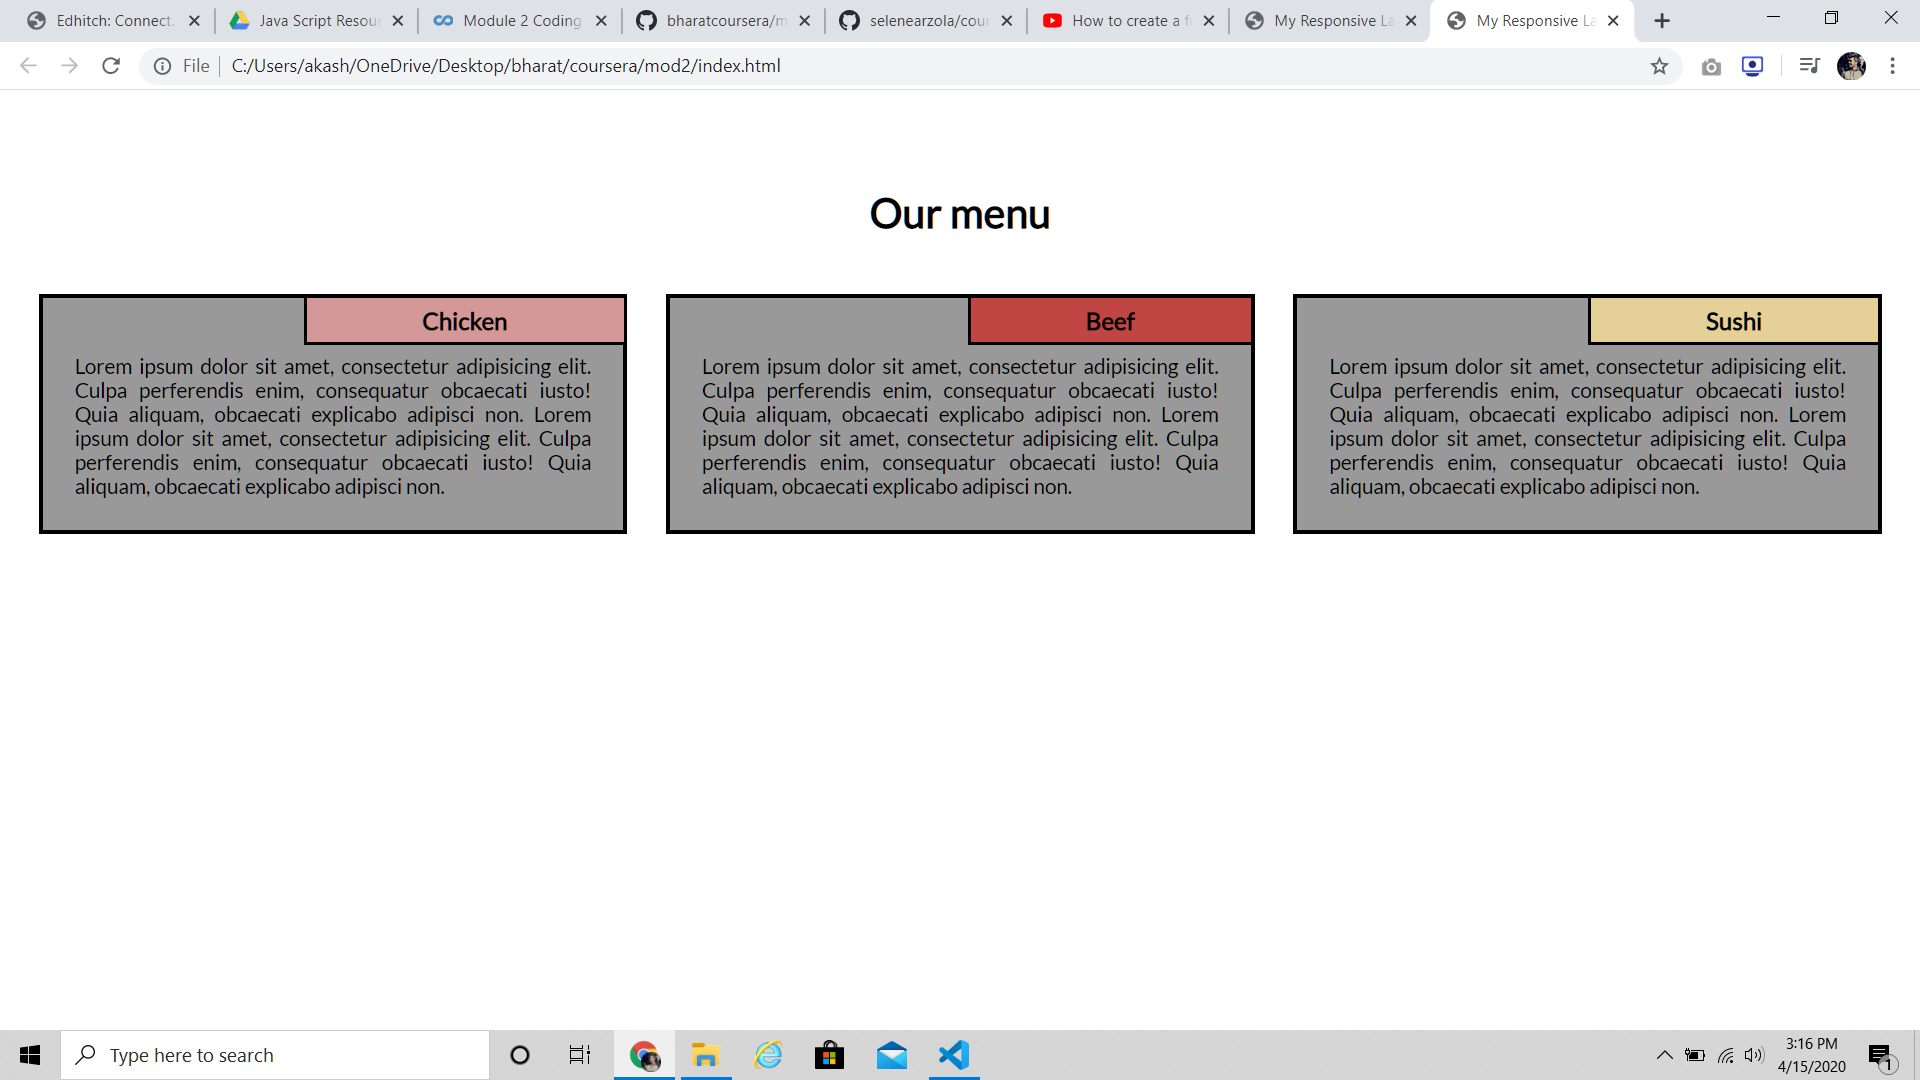 Edhitch: Connect.
Java Script Resou
Module 2 Coding
bharatcoursera/m
selenearzola/cour
How to create a f
My Responsive La
My Responsive La
File
C:/Users/akash/OneDrive/Desktop/bharat/coursera/mod2/index.html
Our menu
Chicken
Lorem ipsum dolor sit amet, consectetur adipisicing elit.
Culpa perferendis enim, consequatur obcaecati iusto!
Quia aliquam, obcaecati explicabo adipisci non. Lorem
ipsum dolor sit amet, consectetur adipisicing elit. Culpa
perferendis enim, consequatur obcaecati iusto! Quia
aliquam, obcaecati explicabo adipisci non.
Beef
Lorem ipsum dolor sit amet, consectetur adipisicing elit.
Culpa perferendis enim, consequatur obcaecati iusto!
Quia aliquam, obcaecati explicabo adipisci non. Lorem
ipsum dolor sit amet, consectetur adipisicing elit. Culpa
perferendis enim, consequatur obcaecati iusto! Quia
aliquam, obcaecati explicabo adipisci non.
Sushi
Lorem ipsum dolor sit amet, consectetur adipisicing elit.
Culpa perferendis enim, consequatur obcaecati iusto!
Quia aliquam, obcaecati explicabo adipisci non. Lorem
ipsum dolor sit amet, consectetur adipisicing elit. Culpa
perferendis enim, consequatur obcaecati iusto! Quia
aliquam, obcaecati explicabo adipisci non.
Type here to search
3:16 PM
4/15/2020
1